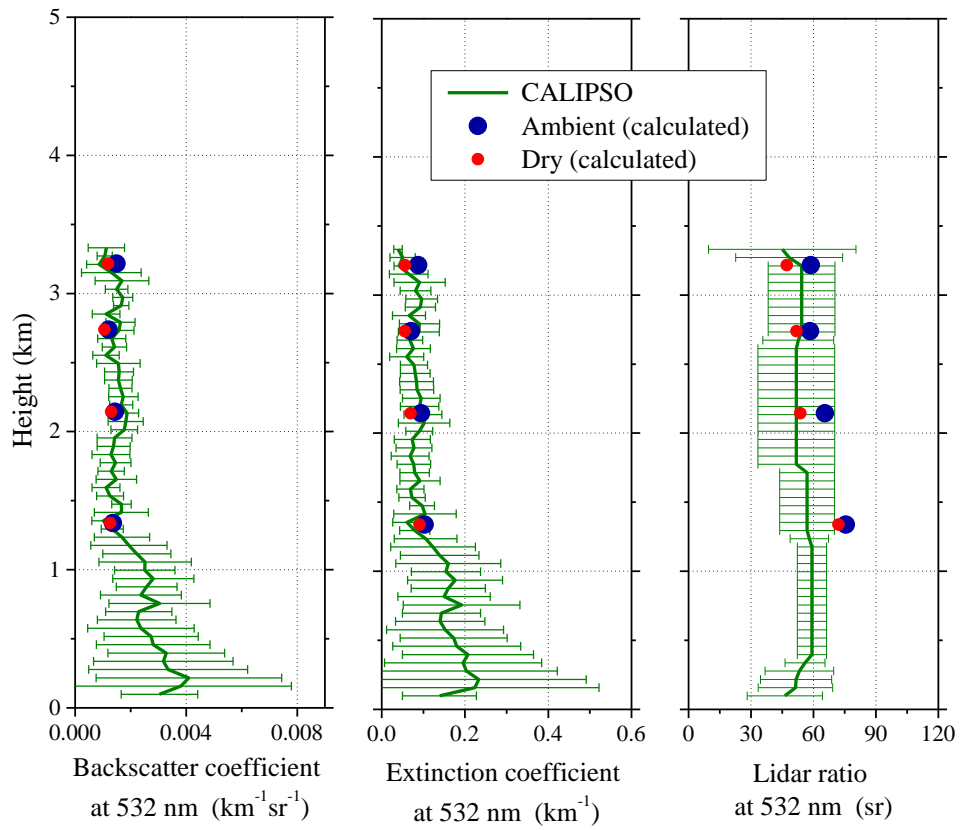 5
4
3
2
1
0
Height (km)
CALIPSO
Ambient (calculated)
Dry (calculated)
0.000 0.004 0.008
0.0 0.2 0.4 0.6
30 60 90 120
Backscatter coefficient
at 532 nm (km⁻¹sr⁻¹)
Extinction coefficient
at 532 nm (km⁻¹)
Lidar ratio
at 532 nm (sr)